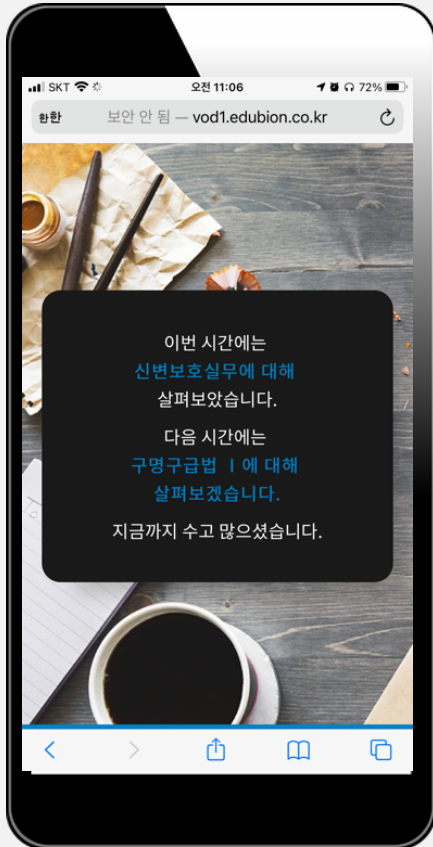 SKT 오전 11:06 72%
한 보안 안 됨 — vod1.edubion.co.kr
이번 시간에는
신변보호실무에 대해
살펴보았습니다.
다음 시간에는
구명구급법 Ⅰ에 대해
살펴보겠습니다.
지금까지 수고 많으셨습니다.